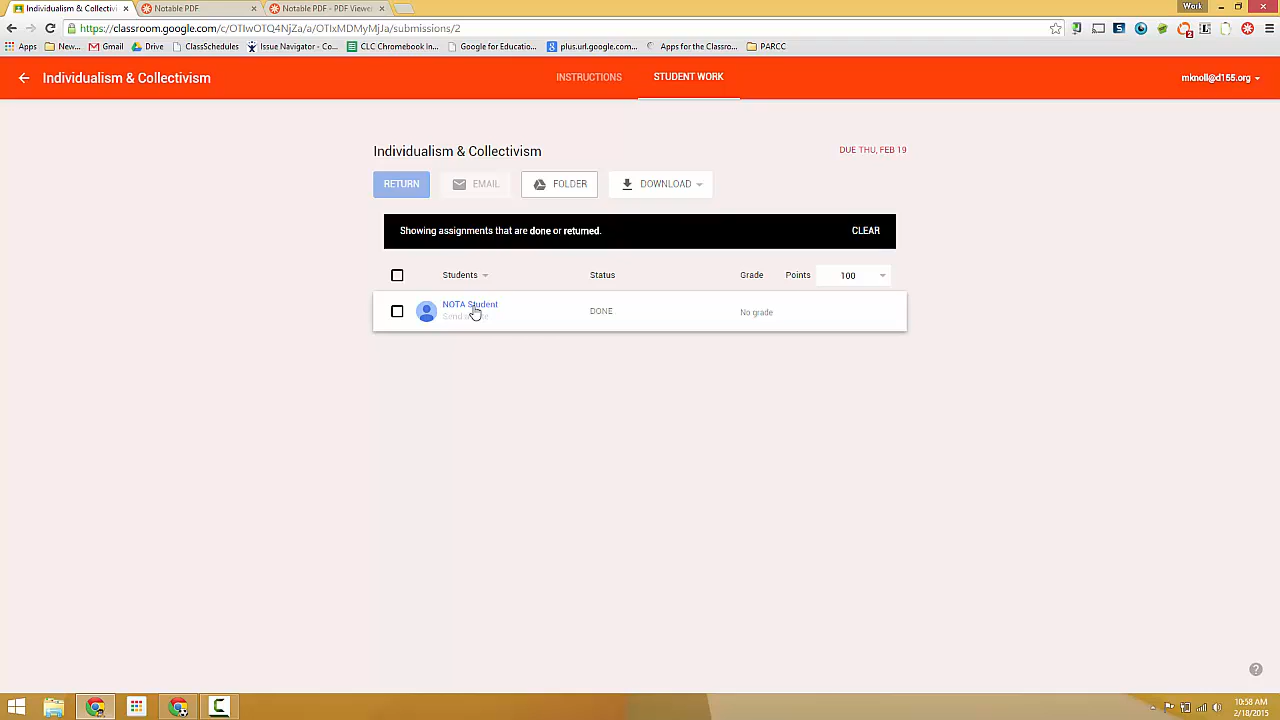 Individualism & Collectivi
Notable PDF
Notable PDF - PDF Viewer
Work
https://classroom.google.com/c/OTIwOTQ4NjZa/a/OTIxMDMyMjJa/submissions/2
Apps
New...
Gmail
Drive
ClassSchedules
Issue Navigator - Co...
CLC Chromebook In...
Google for Educatio...
plus.url.google.com...
Apps for the Classro...
PARCC
Individualism & Collectivism
INSTRUCTIONS
STUDENT WORK
mknoll@d155.org
Individualism & Collectivism
DUE THU, FEB 19
RETURN
EMAIL
FOLDER
DOWNLOAD
Showing assignments that are done or returned.
CLEAR
Students
Status
Grade
Points
100
NOTA Student
DONE
No grade
Send
10:58 AM
2/18/2015